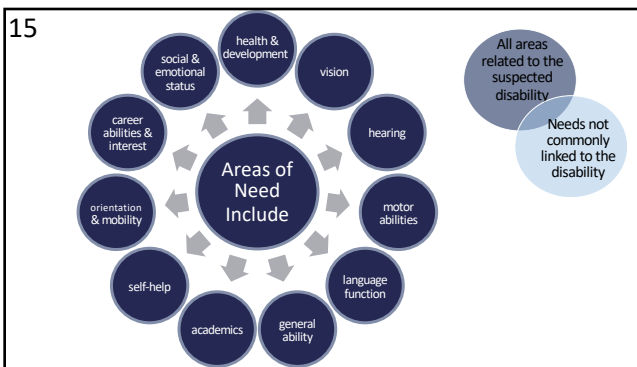 15
Areas of
Need
Include
health &
development
vision
hearing
motor
abilities
language
function
general
ability
academics
self-help
orientation
& mobility
career
abilities &
interest
social &
emotional
status
All areas
related to the
suspected
disability
Needs not
commonly
linked to the
disability